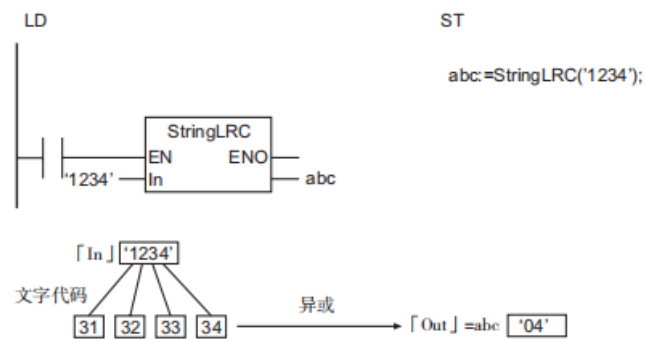 LD
ST
abc:=StringLRC('1234');
StringLRC
EN ENO
'1234' In abc
「In」 '1234'
文字代码
31 32 33 34
异或
「Out」=abc '04'